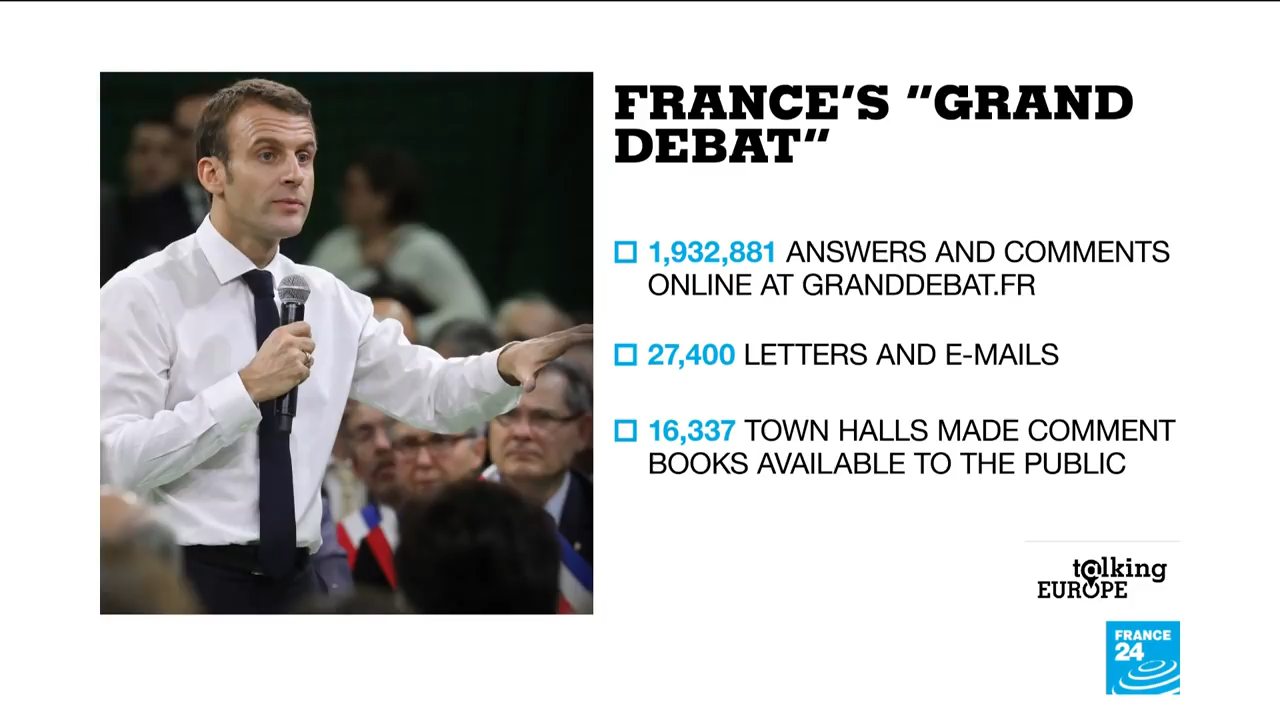 FRANCE‘S “GRAND
DEBAT“
1,932,881 ANSWERS AND COMMENTS
ONLINE AT GRANDDEBAT.FR
27,400 LETTERS AND E-MAILS
16,337 TOWN HALLS MADE COMMENT
BOOKS AVAILABLE TO THE PUBLIC
t@lking
EUROPE
FRANCE
24